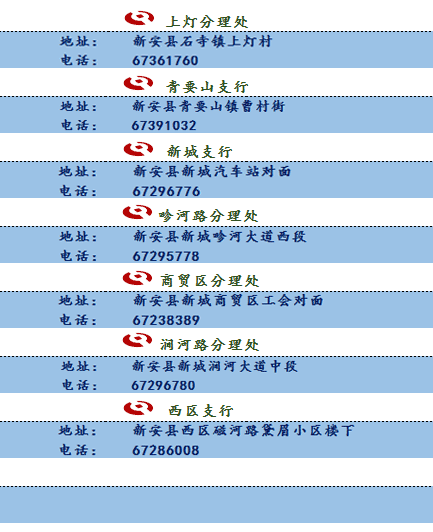 上灯分理处
地址： 新安县石寺镇上灯村
电话： 67361760
青要山支行
地址： 新安县青要山镇曹村街
电话： 67391032
新城支行
地址： 新安县新城汽车站对面
电话： 67296776
畛河路分理处
地址： 新安县新城畛河大道西段
电话： 67295778
商贸区分理处
地址： 新安县新城商贸区工会对面
电话： 67238389
涧河路分理处
地址： 新安县新城涧河大道中段
电话： 67296780
西区支行
地址： 新安县西区磁河路黛眉小区楼下
电话： 67286008